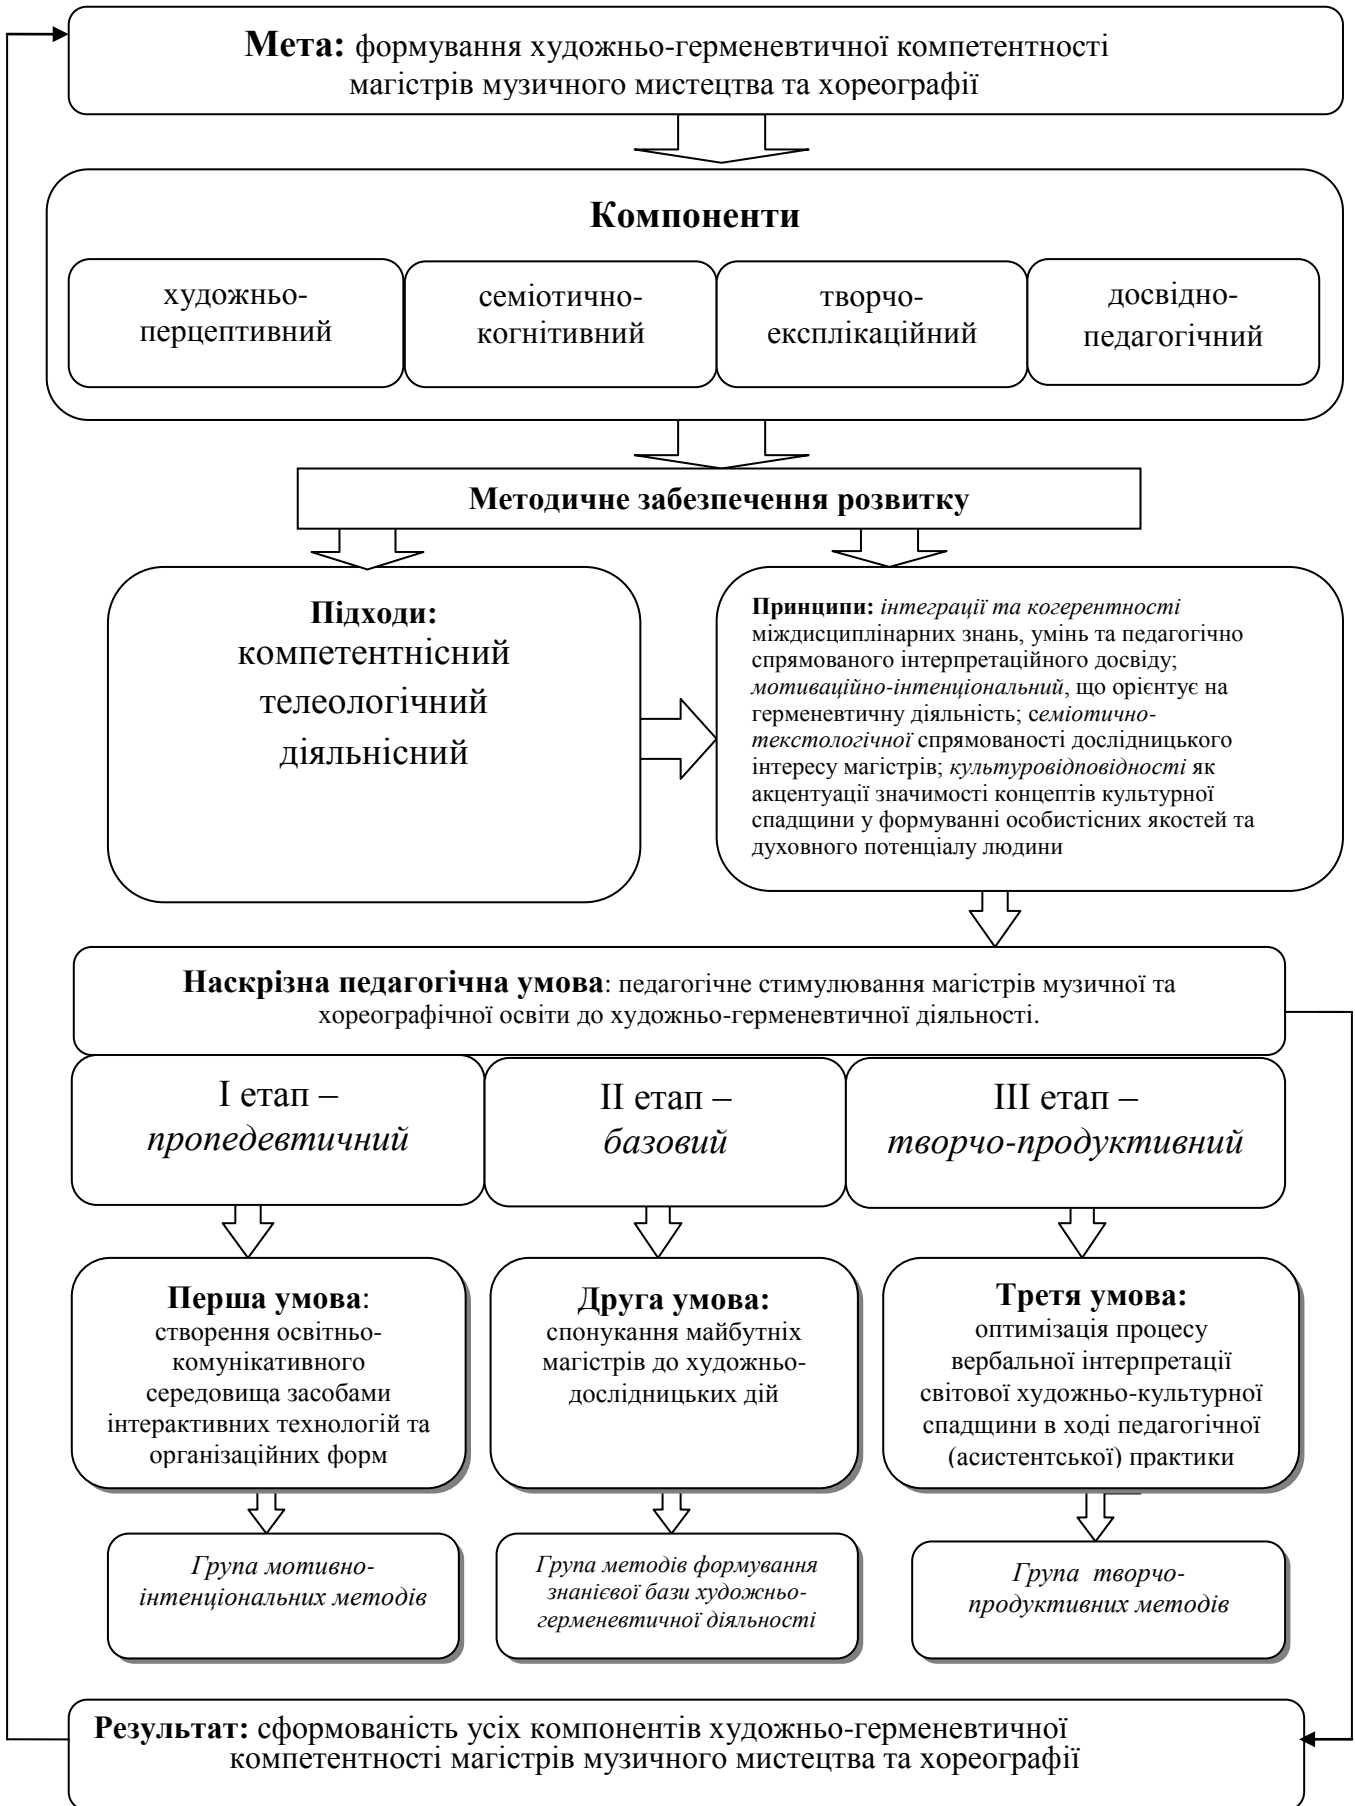 Мета: формування художньо-герменевтичної компетентності
магістрів музичного мистецтва та хореографії
Компоненти
художньо-
перцептивний
семіотично-
когнітивний
творчо-
експлікаційний
досвідно-
педагогічний
Методичне забезпечення розвитку
Підходи:
компетентнісний
телеологічний
діяльнісний
Принципи: інтеграції та когерентності
міждисциплінарних знань, умінь та педагогічно
спрямованого інтерпретаційного досвіду;
мотиваційно-інтенціональний, що орієнтує на
герменевтичну діяльність; семіотично-
текстологічної спрямованості дослідницького
інтересу магістрів; культуровідповідності як
акцентуації значимості концептів культурної
спадщини у формуванні особистісних якостей та
духовного потенціалу людини
Наскрізна педагогічна умова: педагогічне стимулювання магістрів музичної та
хореографічної освіти до художньо-герменевтичної діяльності.
І етап –
пропедевтичний
ІІ етап –
базовий
ІІІ етап –
творчо-продуктивний
Перша умова:
створення освітньо-
комунікативного
середовища засобами
інтерактивних технологій та
організаційних форм
Друга умова:
спонукання майбутніх
магістрів до художньо-
дослідницьких дій
Третя умова:
оптимізація процесу
вербальної інтерпретації
світової художньо-культурної
спадщини в ході педагогічної
(асистентської) практики
Група мотивно-
інтенціональних методів
Група методів формування
знанієвої бази художньо-
герменевтичної діяльності
Група творчо-
продуктивних методів
Результат: сформованість усіх компонентів художньо-герменевтичної
компетентності магістрів музичного мистецтва та хореографії